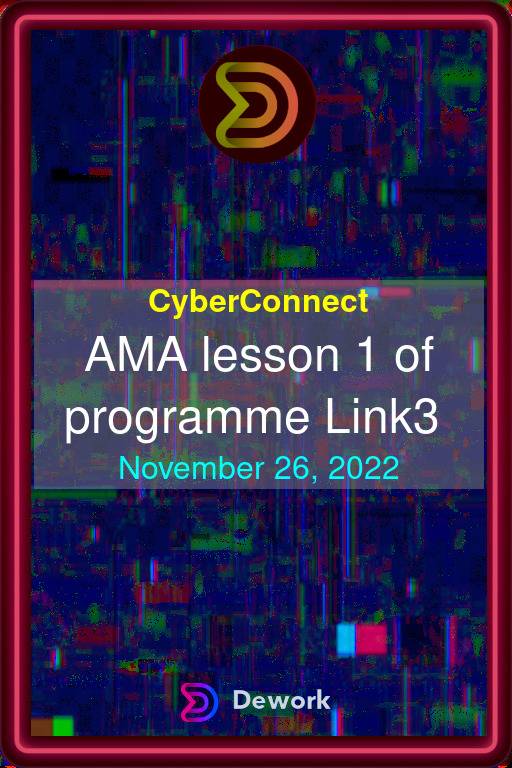 CyberConnect
AMA lesson 1 of
programme Link3
November 26, 2022
Dework